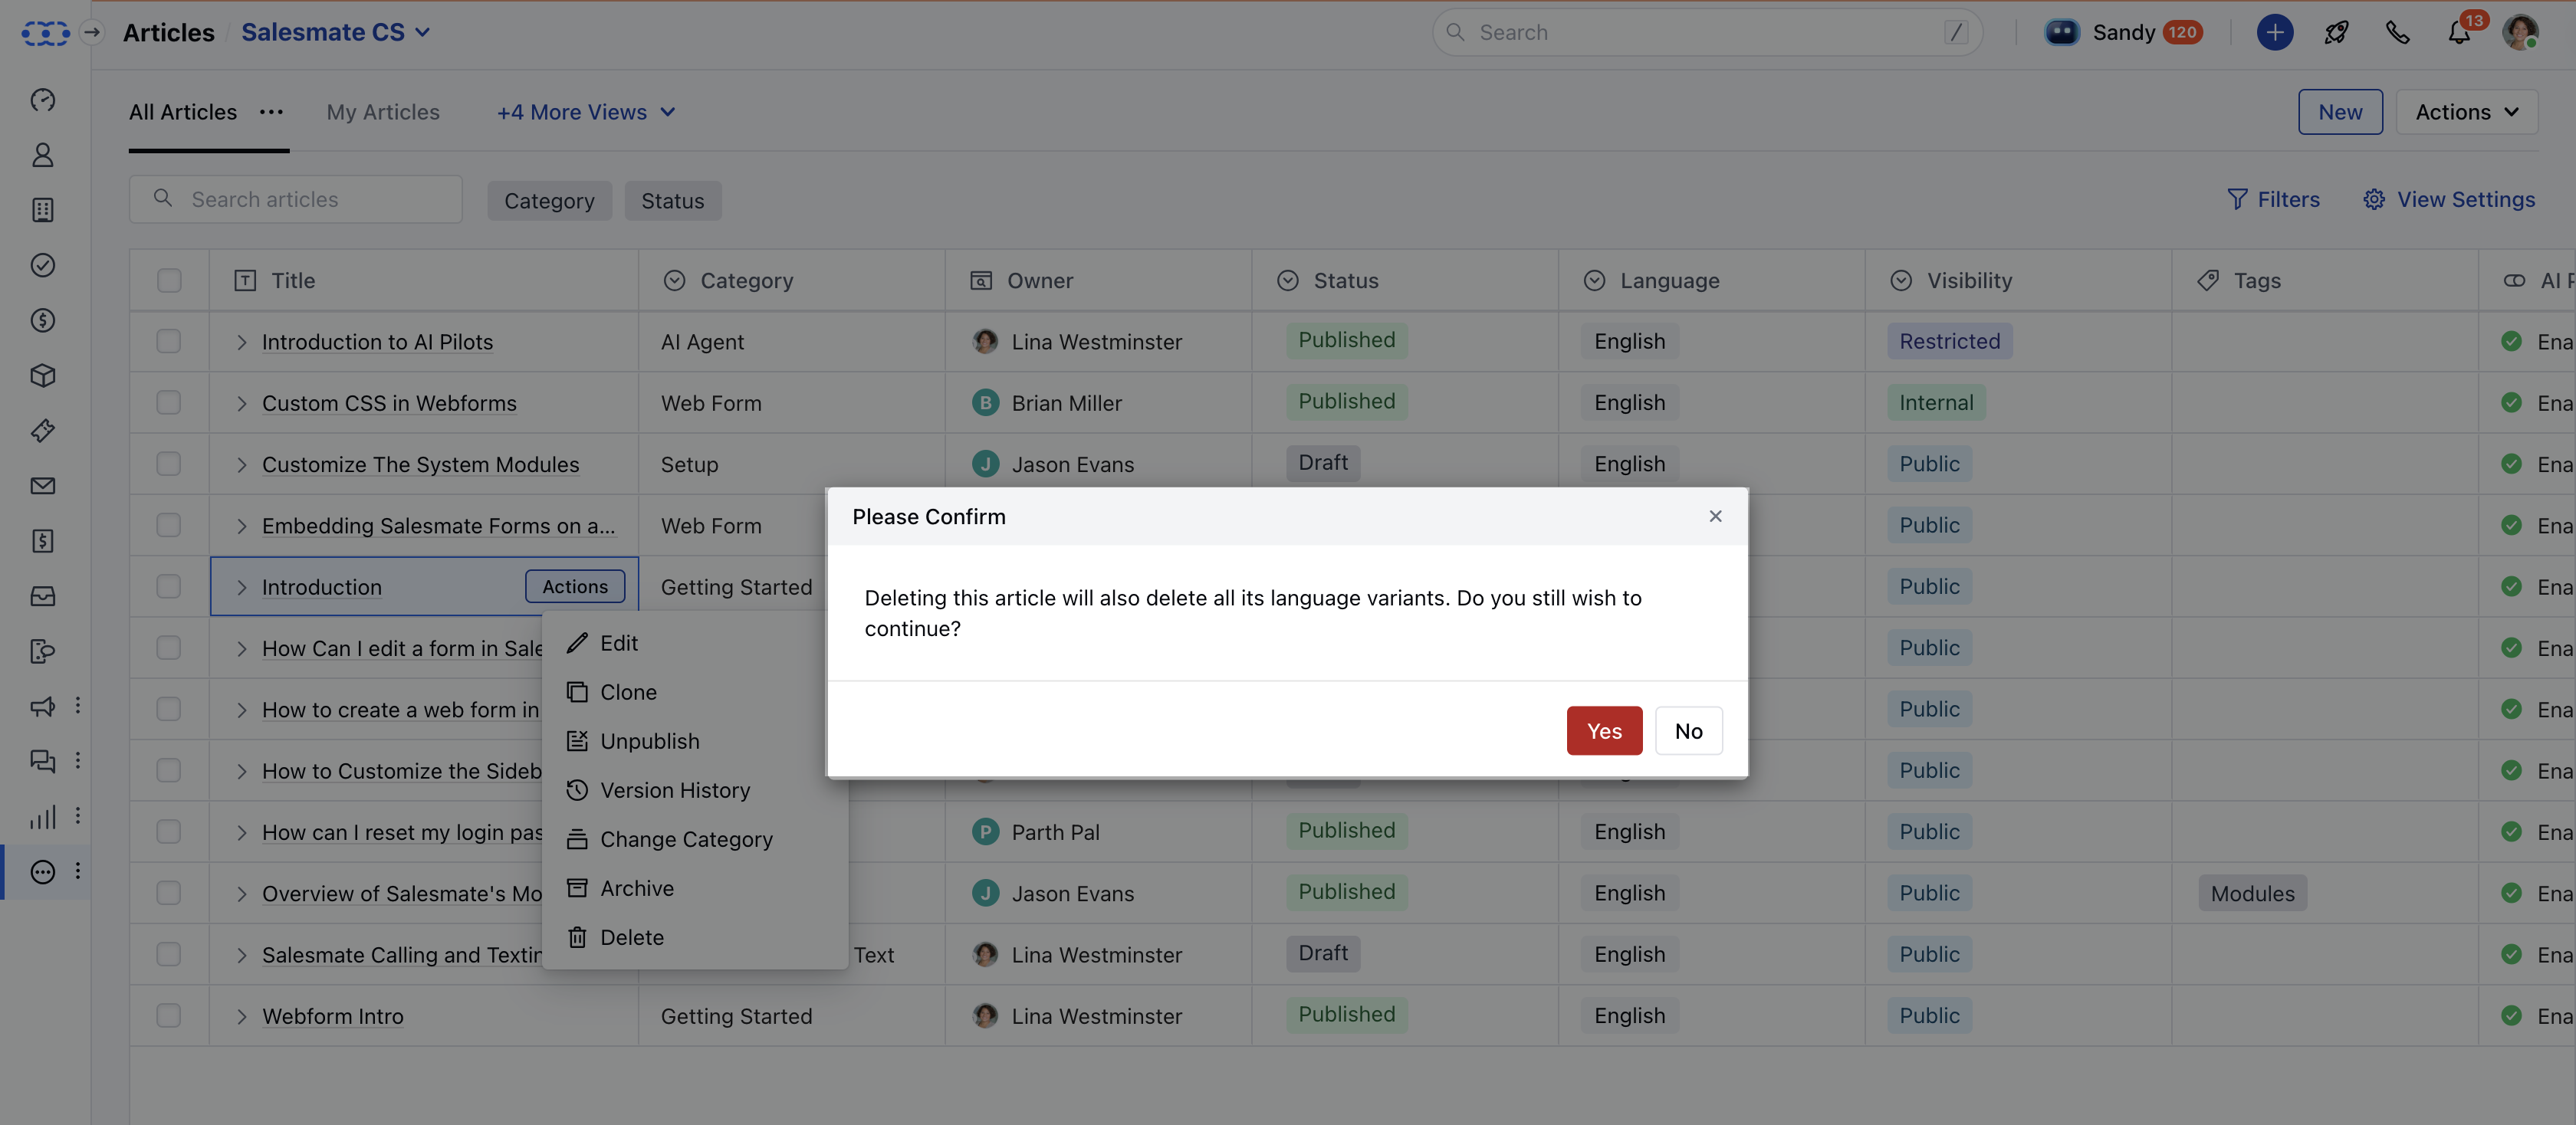 Articles / Salesmate CS
Search /
Sandy 120
13
All Articles ... My Articles +4 More Views
New Actions
Search articles Category Status Filters View Settings
Title Category Owner Status Language Visibility Tags AI
Introduction to AI Pilots AI Agent Lina Westminster Published English Restricted Ena
Custom CSS in Webforms Web Form B Brian Miller Published English Internal Ena
Customize The System Modules Setup J Jason Evans Draft English Public Ena
Embedding Salesmate Forms on a... Web Form Public Ena
Introduction Actions Getting Started Public Ena
How Can I edit a form in Sale Public Ena
How to create a web form in Public Ena
How to Customize the Sideb Public Ena
How can I reset my login pas P Parth Pal Published English Public Ena
Overview of Salesmate's Mo J Jason Evans Published English Public Modules Ena
Salesmate Calling and Textin Text Lina Westminster Draft English Public Ena
Webform Intro Getting Started Lina Westminster Published English Public Ena
Edit
Clone
Unpublish
Version History
Change Category
Archive
Delete
Please Confirm
Deleting this article will also delete all its language variants. Do you still wish to
continue?
Yes No